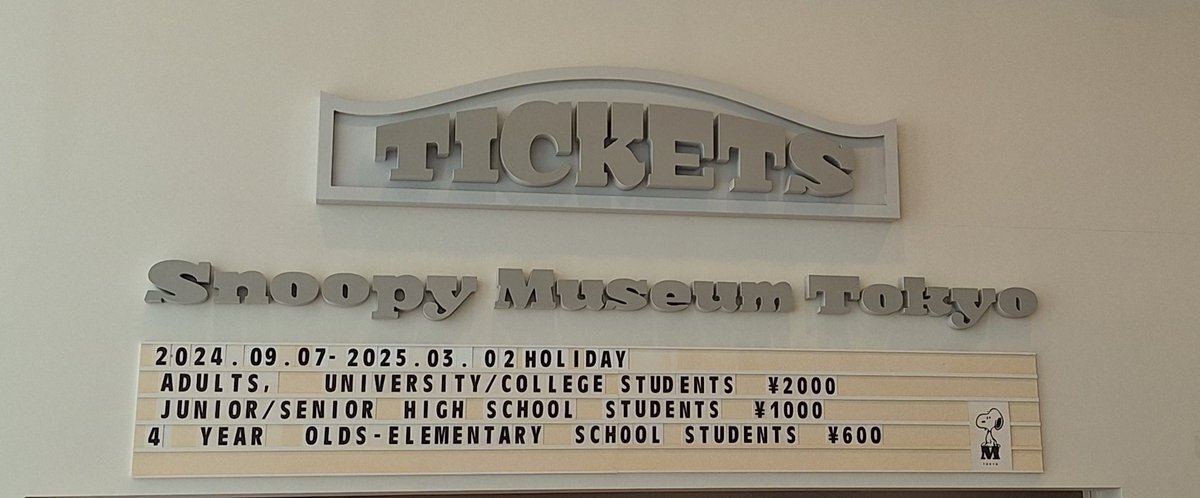 TICKETS
Snoopy Museum Tokyo
2024.09.07-2025.03.02 HOLIDAY
ADULTS, UNIVERSITY/COLLEGE STUDENTS ¥2000
JUNIOR/SENIOR HIGH SCHOOL STUDENTS ¥1000
4 YEAR OLDS-ELEMENTARY SCHOOL STUDENTS ¥600
M
TOKYO